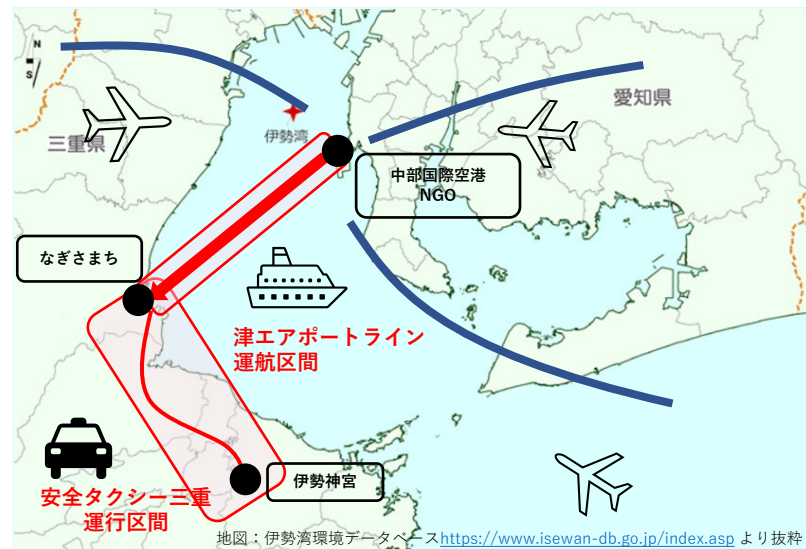 N
S
愛知県
伊勢湾
三重県
中部国際空港
NGO
なぎさまち
津エアポートライン
運航区間
伊勢神宮
安全タクシー三重
運行区間
地図：伊勢湾環境データベースhttps://www.isewan-db.go.jp/index.asp より抜粋